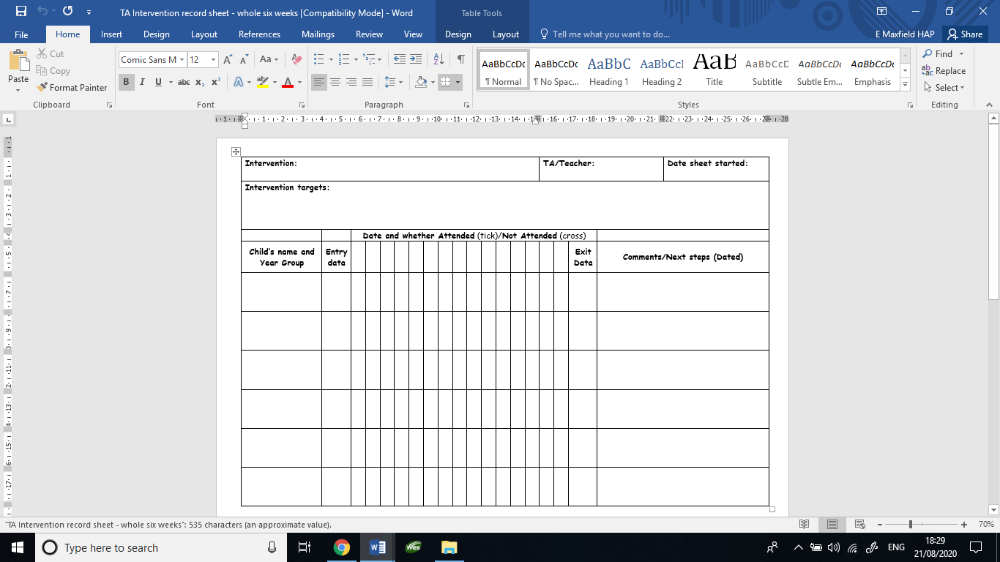 TA Intervention record sheet - whole six weeks [Compatibility Mode] - Word
Table Tools
File Home Insert Design Layout References Mailings Review View Design Layout Tell me what you want to do... E Maxfield HAP Share
Paste
Cut
Copy
Format Painter
Clipboard
Comic Sans M 12
B I U abc x₂ x² A aby A
Font
Paragraph
AaBbCcDc AaBbCcDc AaBbC AaBbCcI AaB AaBbCcD AaBbCcDc AaBbCcDc
¶ Normal ¶ No Spac... Heading 1 Heading 2 Title Subtitle Subtle Em... Emphasis
Styles
Find
Replace
Select
Editing
Intervention: TA/Teacher: Date sheet started:
Intervention targets:
Date and whether Attended (tick)/Not Attended (cross)
Child's name and Year Group
Entry data
Exit Data
Comments/Next steps (Dated)
"TA Intervention record sheet - whole six weeks": 535 characters (an approximate value).
70%
Type here to search
ENG
18:29
21/08/2020